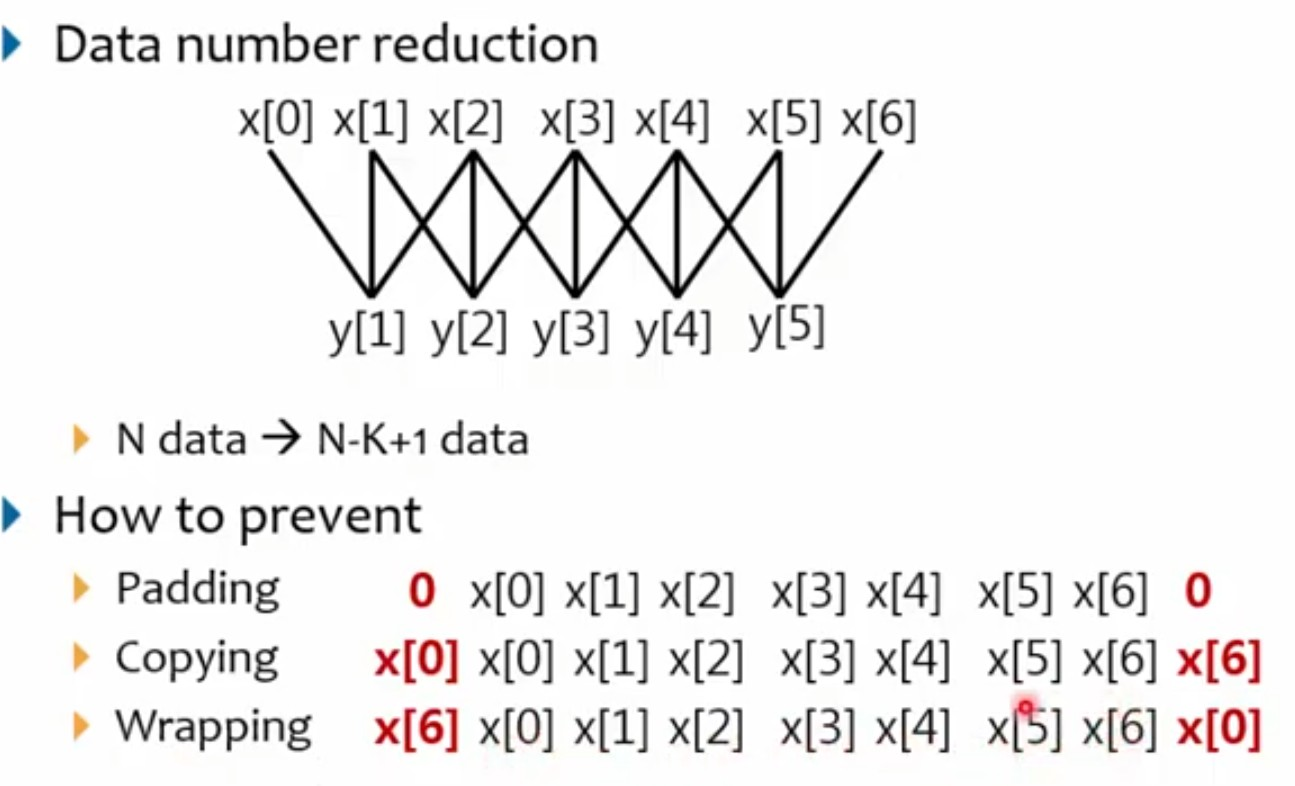 Data number reduction
x[0] x[1] x[2] x[3] x[4] x[5] x[6]
y[1] y[2] y[3] y[4] y[5]
N data → N-K+1 data
How to prevent
Padding 0 x[0] x[1] x[2] x[3] x[4] x[5] x[6] 0
Copying x[0] x[0] x[1] x[2] x[3] x[4] x[5] x[6] x[6]
Wrapping x[6] x[0] x[1] x[2] x[3] x[4] x[5] x[6] x[0]